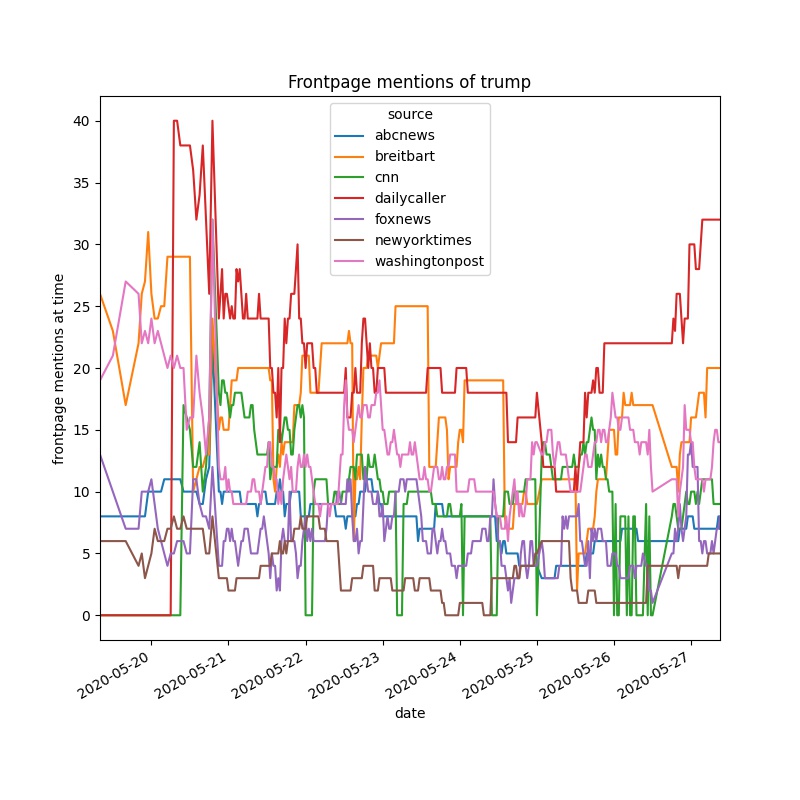 Frontpage mentions of trump
source
abcnews
breitbart
cnn
dailycaller
foxnews
newyorktimes
washingtonpost
frontpage mentions at time
40
35
30
25
20
15
10
5
0
2020-05-20
2020-05-21
2020-05-22
2020-05-23
2020-05-24
2020-05-25
2020-05-26
2020-05-27
date